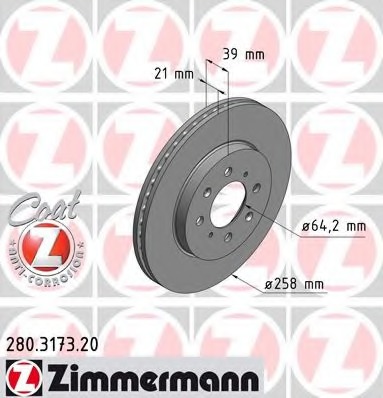 39 mm
21 mm
ø64,2 mm
ø258 mm
Coat
Z
ANTI-CORROSION
280.3173.20
Z Zimmermann